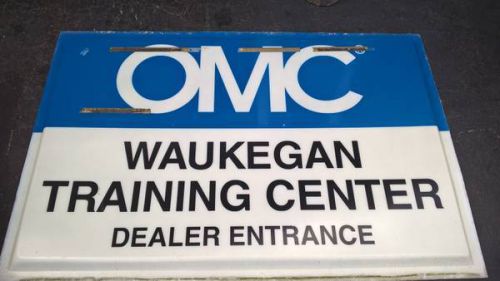 OMC
WAUKEGAN
TRAINING CENTER
DEALER ENTRANCE